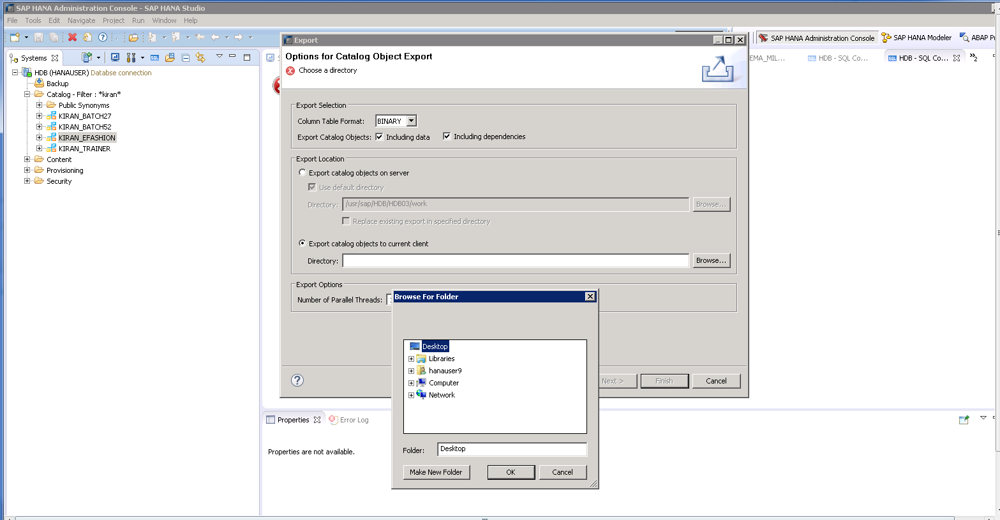 SAP HANA Administration Console - SAP HANA Studio
File Tools Edit Navigate Project Run Window Help
SAP HANA Administration Console SAP HANA Modeler ABAP
Systems
HDB (HANAUSER) Databse connection
Backup
Catalog - Filter : *kiran*
Public Synonyms
KIRAN_BATCH27
KIRAN_BATCH52
KIRAN_EFASHION
KIRAN_TRAINER
Content
Provisioning
Security
EMA_MIL... HDB - SQL Co... HDB - SQL Co... »2
Export
Options for Catalog Object Export
Choose a directory
Export Selection
Column Table Format: BINARY
Export Catalog Objects: Including data Including dependencies
Export Location
Export catalog objects on server
Use default directory
Directory: /usr/sap/HDB/HDB03/work Browse...
Replace existing export in specified directory
Export catalog objects to current client
Directory: Browse...
Export Options
Number of Parallel Threads:
Next > Finish Cancel
Browse For Folder
Desktop
Libraries
hanauser9
Computer
Network
Folder: Desktop
Make New Folder OK Cancel
Properties Error Log
Properties are not available.